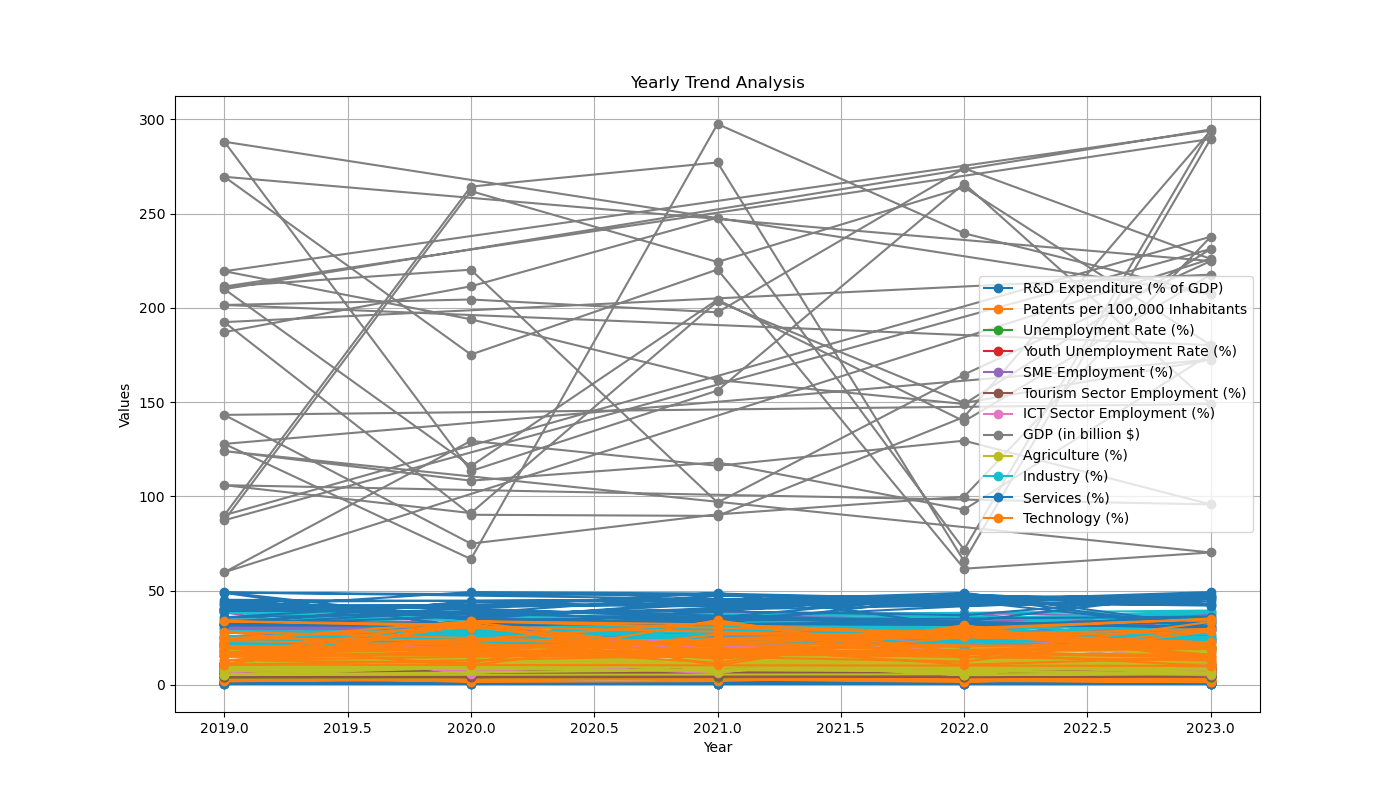 Yearly Trend Analysis
Values
300
250
200
150
100
50
0
R&D Expenditure (% of GDP)
Patents per 100,000 Inhabitants
Unemployment Rate (%)
Youth Unemployment Rate (%)
SME Employment (%)
Tourism Sector Employment (%)
ICT Sector Employment (%)
GDP (in billion $)
Agriculture (%)
Industry (%)
Services (%)
Technology (%)
2019.0 2019.5 2020.0 2020.5 2021.0 2021.5 2022.0 2022.5 2023.0
Year